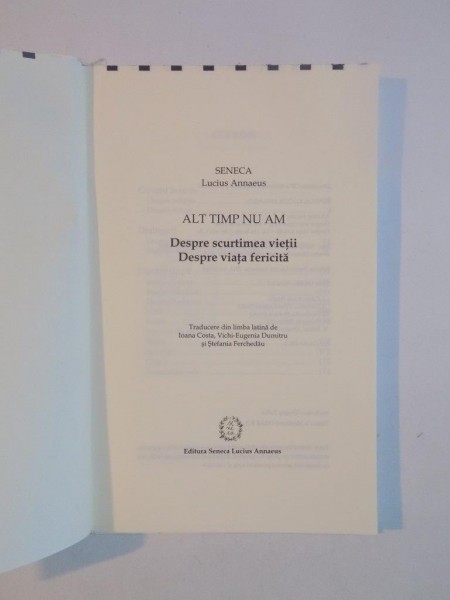 SENECA
Lucius Annaeus
ALT TIMP NU AM
Despre scurtimea vieții
Despre viața fericită
Traducere din limba latină de
Ioana Costa, Vichi-Eugenia Dumitru
și Ștefania Ferchedău
Editura Seneca Lucius Annaeus